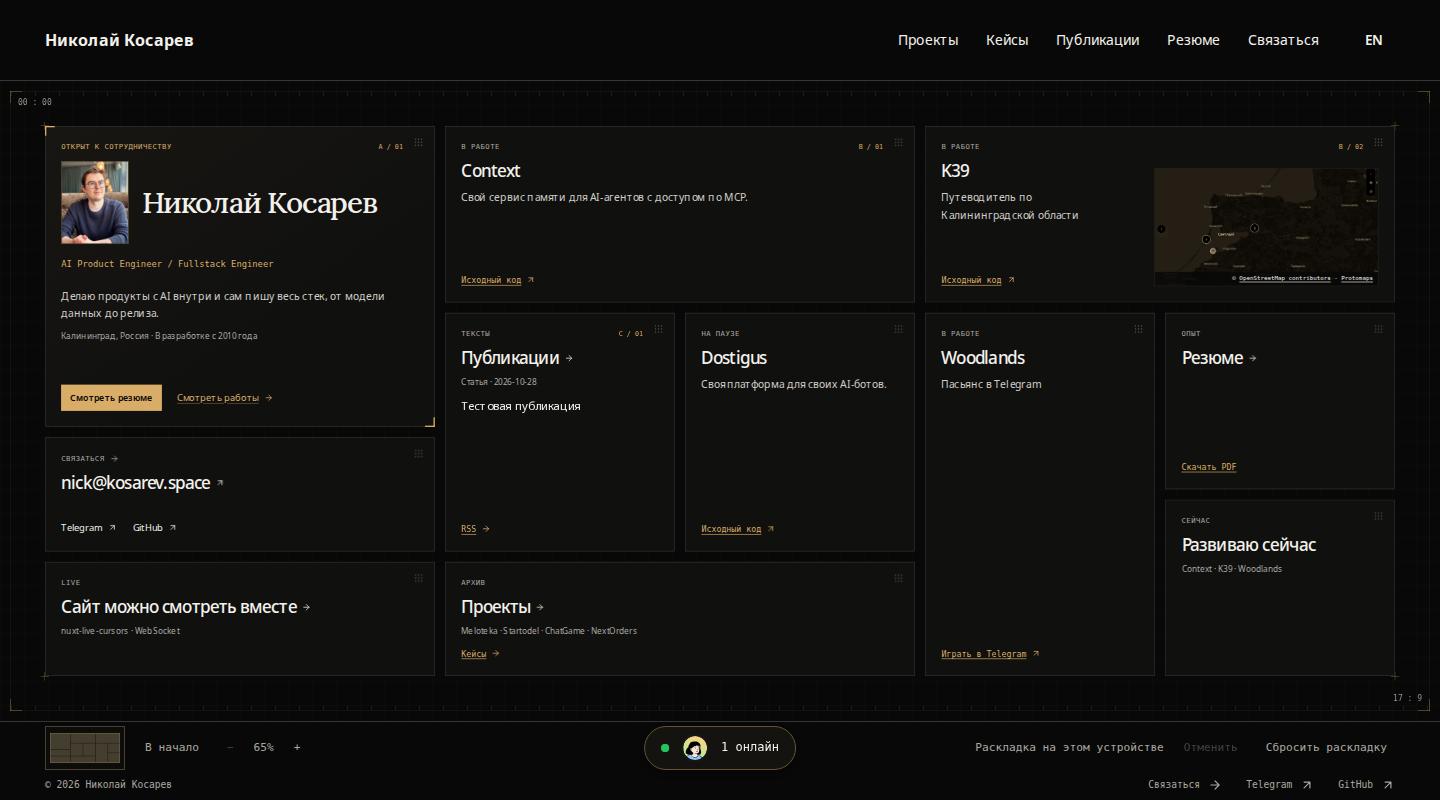 Николай Косарев
Проекты Кейсы Публикации Резюме Связаться EN
00 : 00
ОТКРЫТ К СОТРУДНИЧЕСТВУ A / 01
Николай Косарев
AI Product Engineer / Fullstack Engineer
Делаю продукты с AI внутри и сам пишу весь стек, от модели
данных до релиза.
Калининград, Россия · В разработке с 2010 года
Смотреть резюме Смотреть работы →
В РАБОТЕ B / 01
Context
Свой сервис памяти для AI-агентов с доступом по MCP.
Исходный код ↗
В РАБОТЕ B / 02
K39
Путеводитель по
Калининградской области
Исходный код ↗
© OpenStreetMap contributors · Protomaps
СВЯЗАТЬСЯ →
nick@kosarev.space ↗
Telegram ↗ GitHub ↗
ТЕКСТЫ C / 01
Публикации →
Статья · 2026-10-28
Тестовая публикация
RSS →
НА ПАУЗЕ
Dostigus
Своя платформа для своих AI-ботов.
Исходный код ↗
В РАБОТЕ
Woodlands
Пасьянс в Telegram
Играть в Telegram ↗
ОПЫТ
Резюме →
Скачать PDF
СЕЙЧАС
Развиваю сейчас
Context · K39 · Woodlands
LIVE
Сайт можно смотреть вместе →
nuxt-live-cursors · WebSocket
АРХИВ
Проекты →
Meloteka · Startodel · ChatGame · NextOrders
Кейсы →
17 : 9
В начало − 65% +
1 онлайн
Раскладка на этом устройстве Отменить Сбросить раскладку
© 2026 Николай Косарев
Связаться → Telegram ↗ GitHub ↗